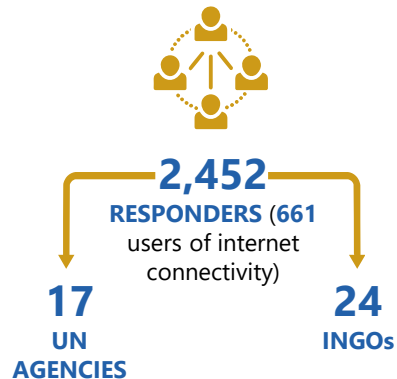 2,452
RESPONDERS (661
users of internet
connectivity)
17
UN
AGENCIES
24
INGOs